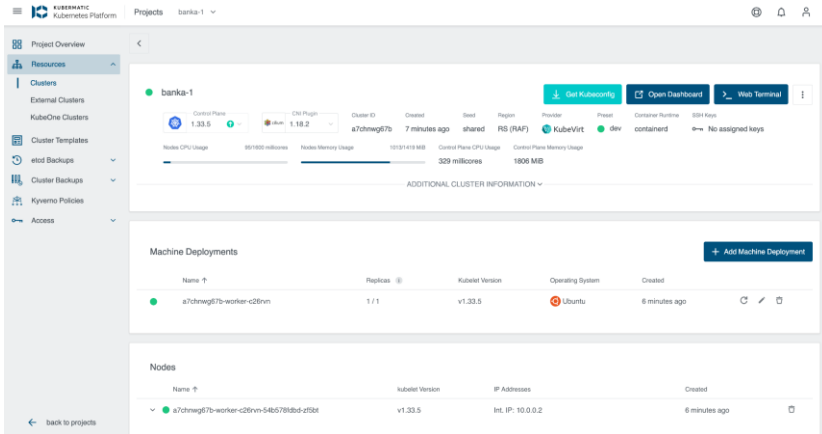 KUBERMATIC
Kubernetes Platform
Projects
banka-1
Project Overview
Resources
Clusters
External Clusters
KubeOne Clusters
Cluster Templates
etcd Backups
Cluster Backups
Kyverno Policies
Access
back to projects
banka-1
Get Kubeconfig
Open Dashboard
Web Terminal
Control Plane
1.33.5
CNI Plugin
cilium 1.18.2
Cluster ID
a7chnwg67b
Created
7 minutes ago
Seed
shared
Region
RS (RAF)
Provider
KubeVirt
Preset
dev
Container Runtime
containerd
SSH Keys
No assigned keys
Nodes CPU Usage
Nodes Memory Usage
1013/1419 MiB
Control Plane CPU Usage
329 millicores
Control Plane Memory Usage
1806 MiB
ADDITIONAL CLUSTER INFORMATION
Machine Deployments
Add Machine Deployment
Name Replicas Kubelet Version Operating System Created
a7chnwg67b-worker-c26rvn 1 / 1 v1.33.5 Ubuntu 6 minutes ago
Nodes
Name kubelet Version IP Addresses Created
a7chnwg67b-worker-c26rvn-54b578fdbd-zf5bt v1.33.5 Int. IP: 10.0.0.2 6 minutes ago